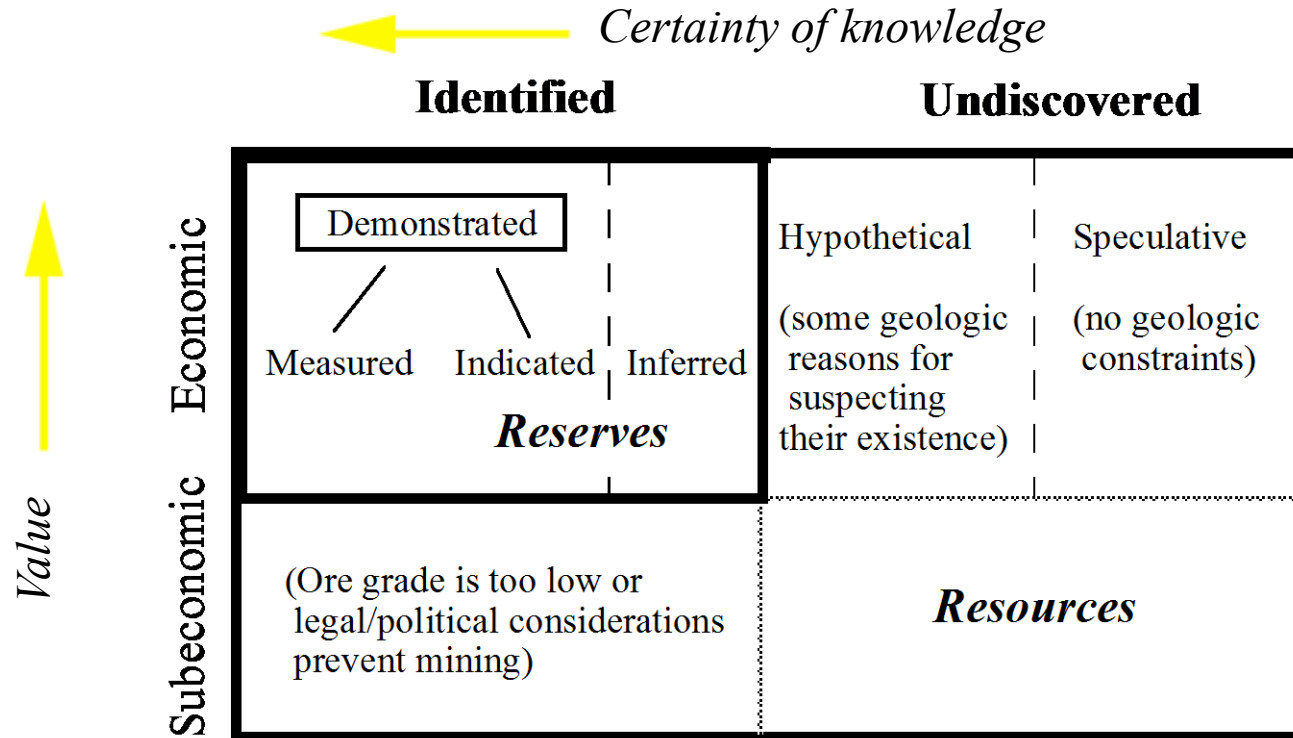 Certainty of knowledge
Identified
Undiscovered
Value
Economic
Demonstrated
Measured
Indicated
Inferred
Reserves
Hypothetical
(some geologic
reasons for
suspecting
their existence)
Speculative
(no geologic
constraints)
Subeconomic
(Ore grade is too low or
legal/political considerations
prevent mining)
Resources